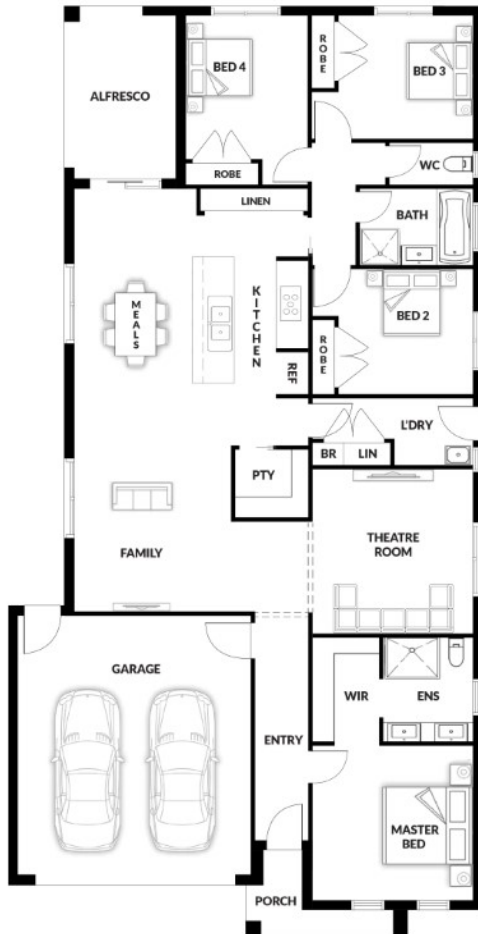 BED 4
ROBE
BED 3
ALFRESCO
WC
ROBE
LINEN
BATH
MEALS
KITCHEN
BED 2
ROBE
REF
L'DRY
BR
LIN
PTY
THEATRE
ROOM
FAMILY
GARAGE
WIR
ENS
ENTRY
MASTER
BED
PORCH